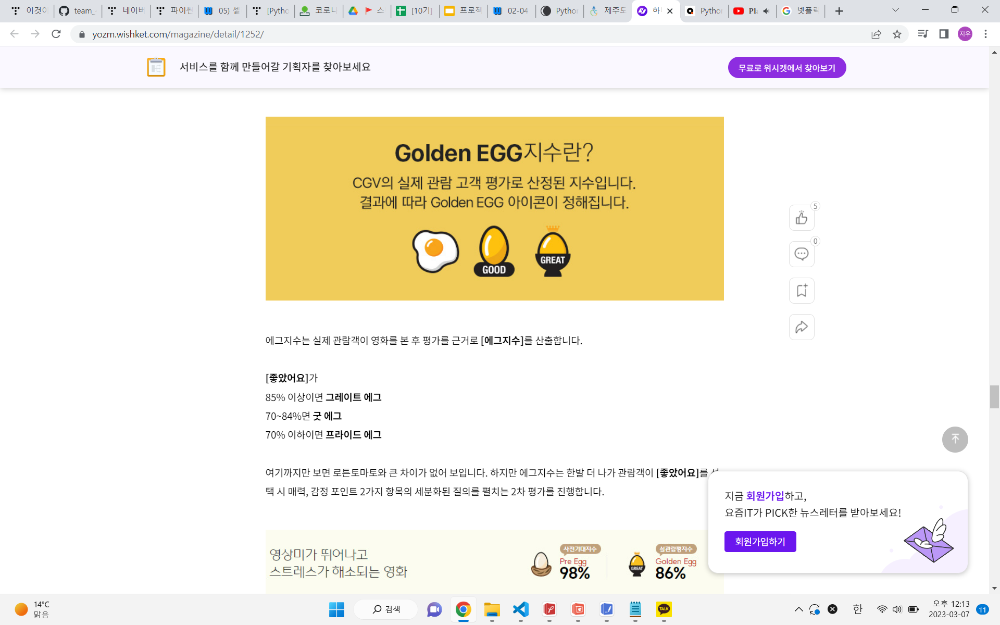 이것이
team_
네이버
파이썬
05) 셀
[Pytho
코로나
스
[10기]
프로젝
02-04
Python
제주도
하
Python
Pla
넷플릭
yozm.wishket.com/magazine/detail/1252/
지우
서비스를 함께 만들어갈 기획자를 찾아보세요
무료로 위시켓에서 찾아보기
Golden EGG지수란?
CGV의 실제 관람 고객 평가로 산정된 지수입니다.
결과에 따라 Golden EGG 아이콘이 정해집니다.
GOOD
GREAT
5
0
에그지수는 실제 관람객이 영화를 본 후 평가를 근거로 [에그지수]를 산출합니다.
[좋았어요]가
85% 이상이면 그레이트 에그
70~84%면 굿 에그
70% 이하이면 프라이드 에그
여기까지만 보면 로튼토마토와 큰 차이가 없어 보입니다. 하지만 에그지수는 한발 더 나가 관람객이 [좋았어요]를 선
택 시 매력, 감정 포인트 2가지 항목의 세분화된 질의를 펼치는 2차 평가를 진행합니다.
영상미가 뛰어나고
스트레스가 해소되는 영화
사전기대지수
Pre Egg
98%
GREAT
실관람평지수
Golden Egg
86%
지금 회원가입하고,
요즘IT가 PICK한 뉴스레터를 받아보세요!
회원가입하기
14°C
맑음
검색
TALK
한
오후 12:13
2023-03-07
11